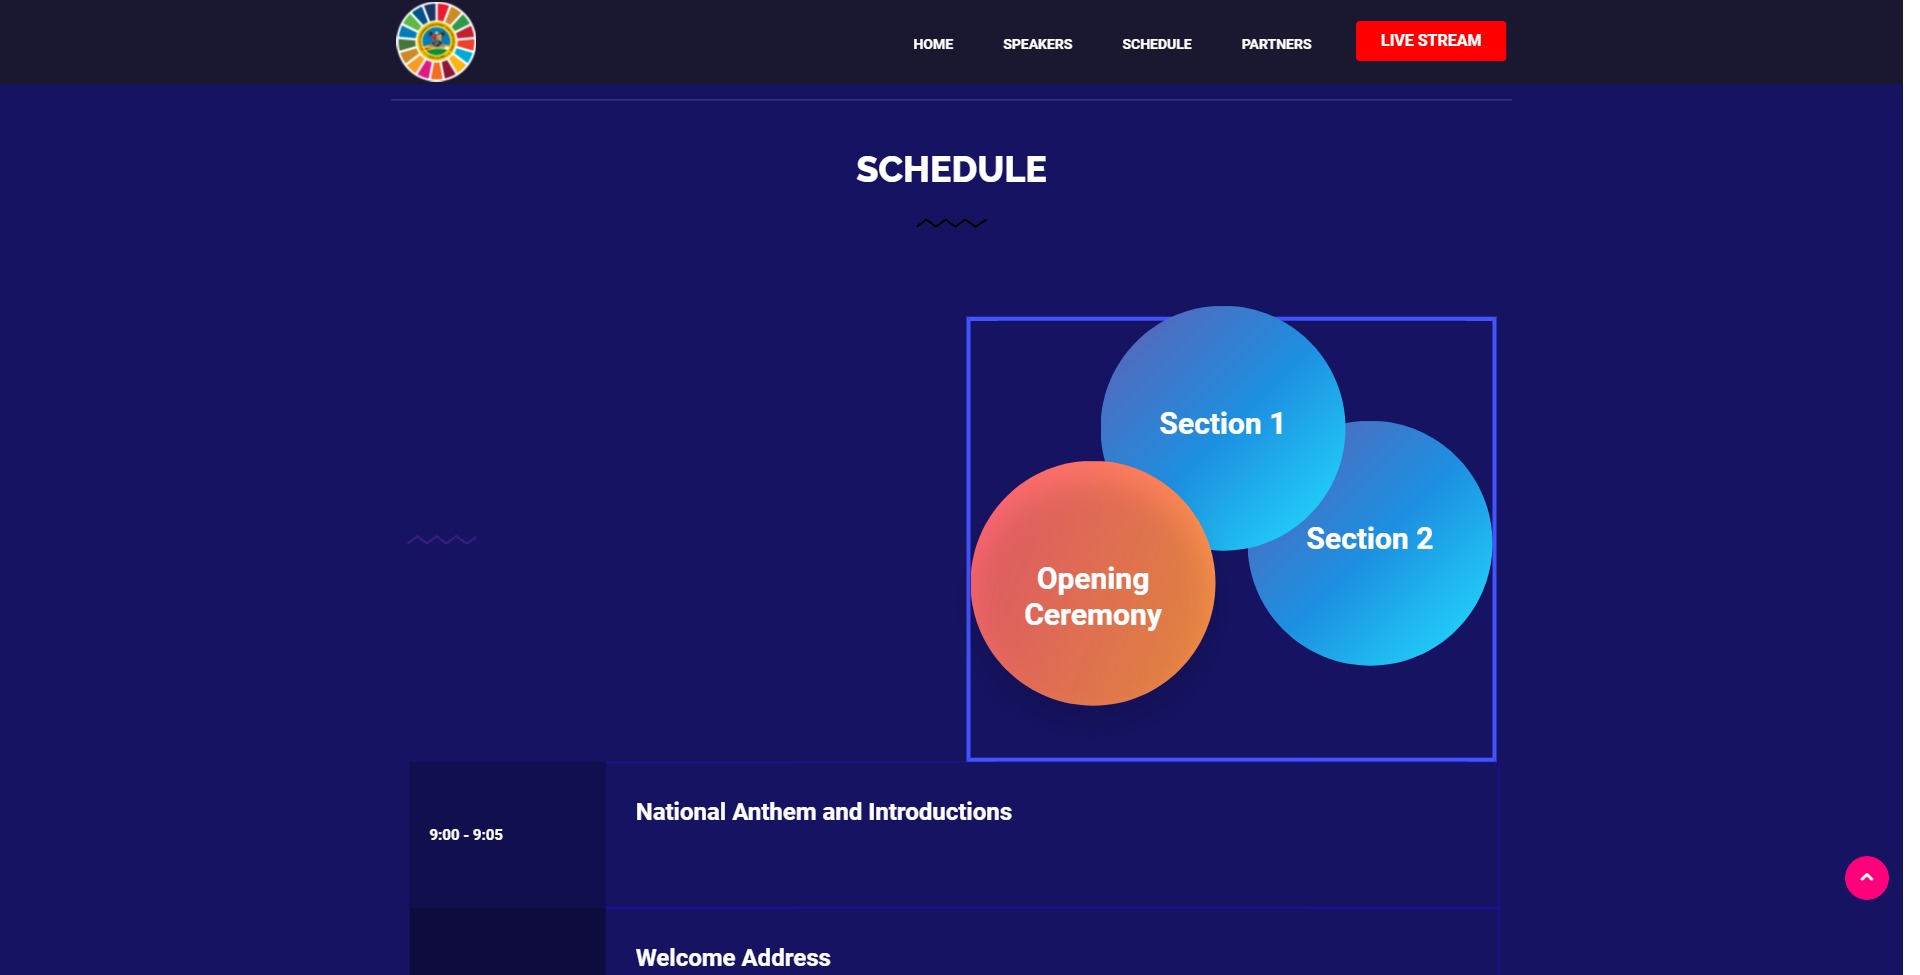 HOME
SPEAKERS
SCHEDULE
PARTNERS
LIVE STREAM
SCHEDULE
Section 1
Section 2
Opening
Ceremony
9:00 - 9:05
National Anthem and Introductions
Welcome Address